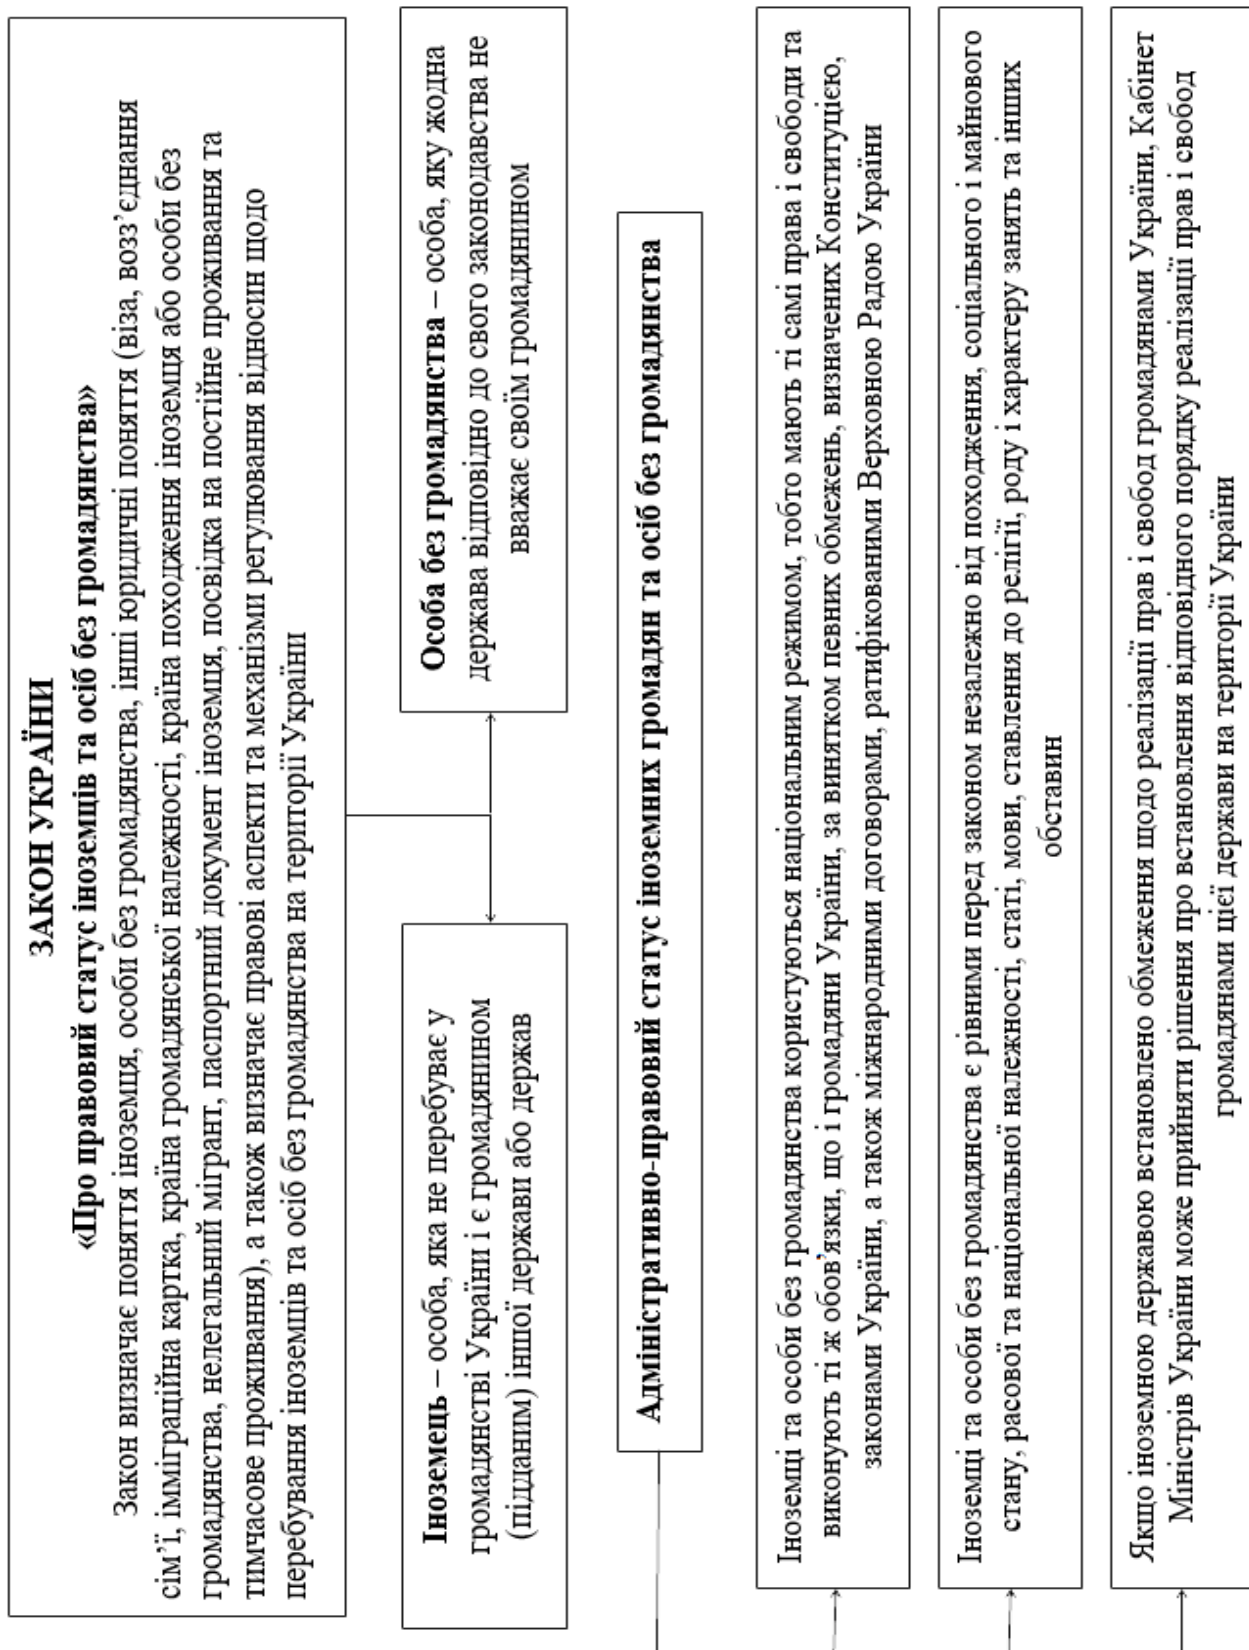 ЗАКОН УКРАЇНИ
«Про правовий статус іноземців та осіб без громадянства»
Закон визначає поняття іноземця, особи без громадянства, інші юридичні поняття (віза, возз’єднання
сім’ї, імміграційна картка, країна громадянської належності, країна походження іноземця або особи без
громадянства, нелегальний мігрант, паспортний документ іноземця, посвідка на постійне проживання та
тимчасове проживання), а також визначає правові аспекти та механізми регулювання відносин щодо
перебування іноземців та осіб без громадянства на території України
Іноземець – особа, яка не перебуває у
громадянстві України і є громадянином
(підданим) іншої держави або держав
Особа без громадянства – особа, яку жодна
держава відповідно до свого законодавства не
вважає своїм громадянином
Адміністративно-правовий статус іноземних громадян та осіб без громадянства
Іноземці та особи без громадянства користуються національним режимом, тобто мають ті самі права і свободи та
виконують ті ж обов’язки, що і громадяни України, за винятком певних обмежень, визначених Конституцією,
законами України, а також міжнародними договорами, ратифікованими Верховною Радою України
Іноземці та особи без громадянства є рівними перед законом незалежно від походження, соціального і майнового
стану, расової та національної належності, статі, мови, ставлення до релігії, роду і характеру занять та інших
обставин
Якщо іноземною державою встановлено обмеження щодо реалізації прав і свобод громадянами України, Кабінет
Міністрів України може прийняти рішення про встановлення відповідного порядку реалізації прав і свобод
громадянами цієї держави на території України